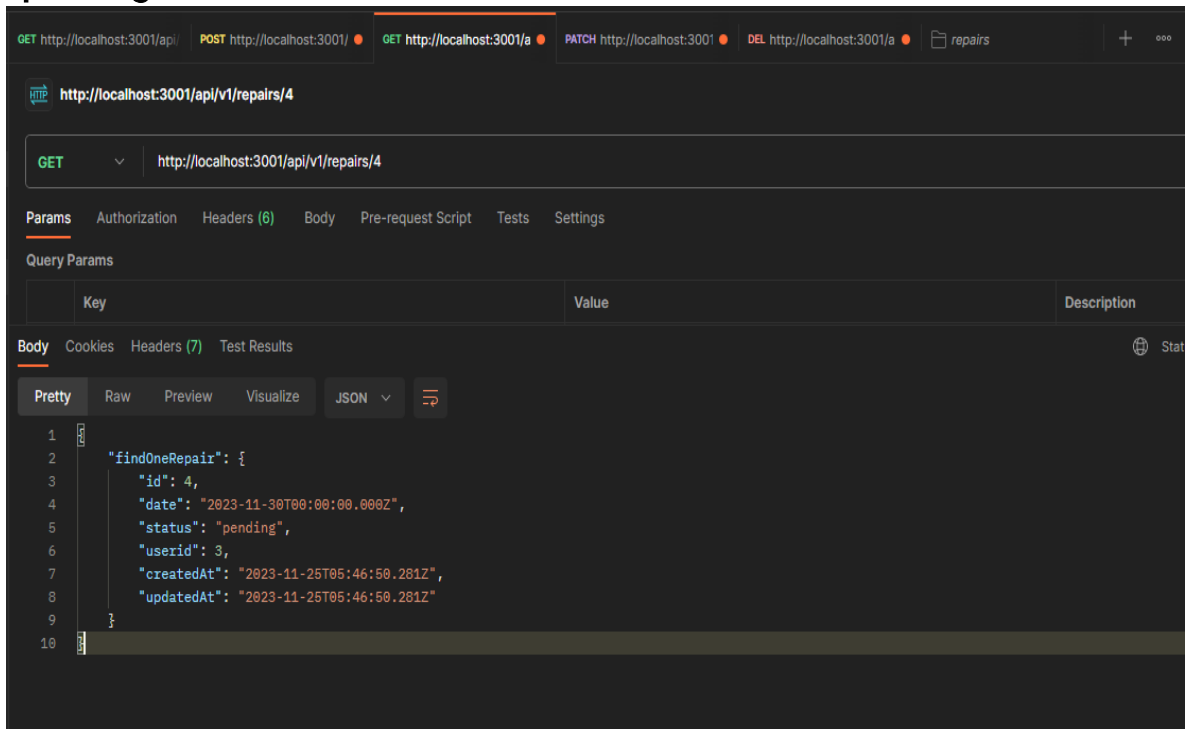 GET http://localhost:3001/api/ POST http://localhost:3001/ GET http://localhost:3001/a PATCH http://localhost:3001 DEL http://localhost:3001/a repairs
HTTP http://localhost:3001/api/v1/repairs/4
GET http://localhost:3001/api/v1/repairs/4
Params Authorization Headers (6) Body Pre-request Script Tests Settings
Query Params
Key Value Description
Body Cookies Headers (7) Test Results Stat
Pretty Raw Preview Visualize JSON
1 {
2 "findOneRepair": {
3 "id": 4,
4 "date": "2023-11-30T00:00:00.000Z",
5 "status": "pending",
6 "userid": 3,
7 "createdAt": "2023-11-25T05:46:50.281Z",
8 "updatedAt": "2023-11-25T05:46:50.281Z"
9 }
10 }